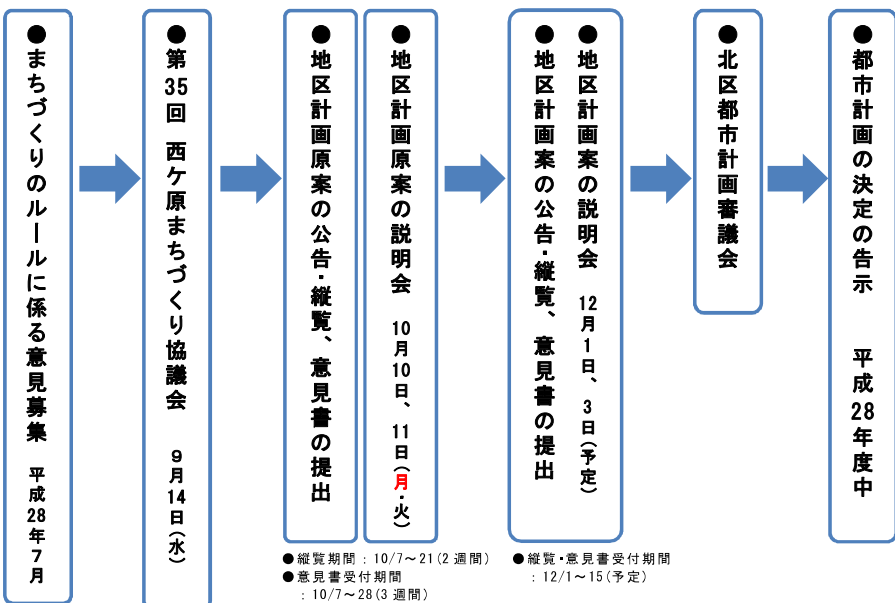 ●まちづくりのルールに係る意見募集 平成28年7月
●第35回 西ケ原まちづくり協議会 9月14日(水)
●地区計画原案の公告・縦覧、意見書の提出
●地区計画原案の説明会 10月10日、11日(月・火)
●地区計画案の説明会 12月1日、3日(予定)
●地区計画案の公告・縦覧、意見書の提出
●北区都市計画審議会
●都市計画の決定の告示 平成28年度中
●縦覧期間：10/7～21(2週間)
●意見書受付期間
：10/7～28(3週間)
●縦覧・意見書受付期間
：12/1～15(予定)